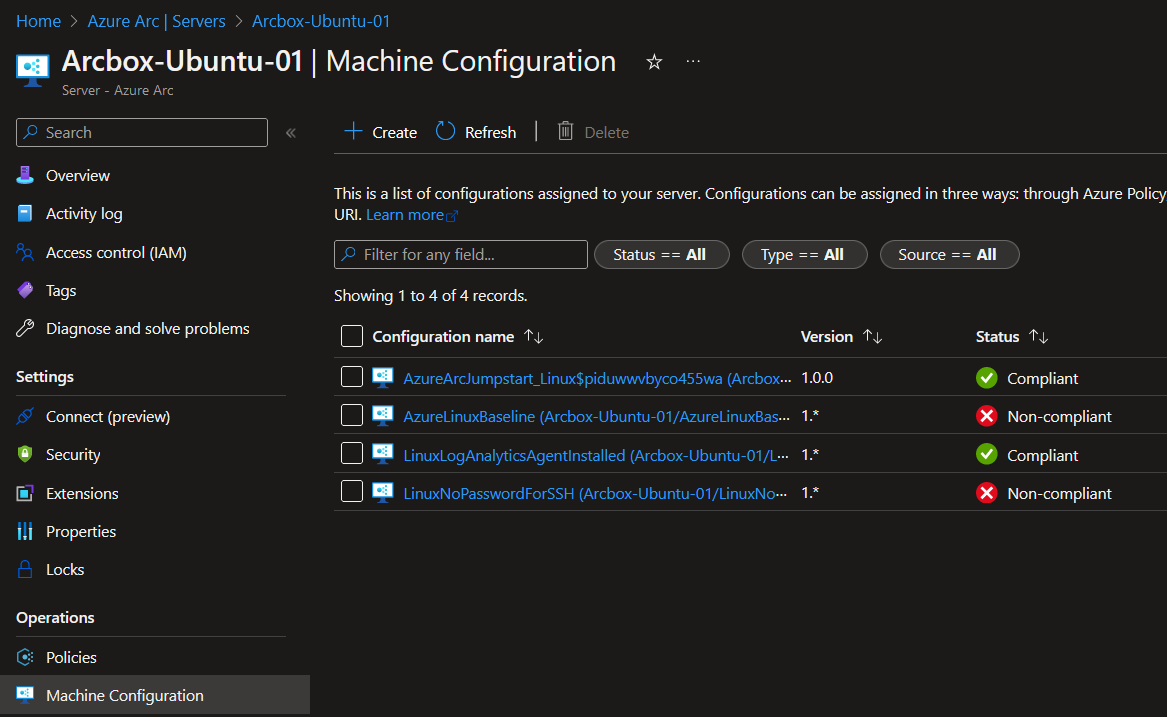 Home > Azure Arc | Servers > Arcbox-Ubuntu-01
Arcbox-Ubuntu-01 | Machine Configuration
Server - Azure Arc
Search
Overview
Activity log
Access control (IAM)
Tags
Diagnose and solve problems
Settings
Connect (preview)
Security
Extensions
Properties
Locks
Operations
Policies
Machine Configuration
Create Refresh Delete
This is a list of configurations assigned to your server. Configurations can be assigned in three ways: through Azure Policy
URI. Learn more
Filter for any field...
Status == All
Type == All
Source == All
Showing 1 to 4 of 4 records.
Configuration name Version Status
AzureArcJumpstart_Linux$piduwwvbyco455wa (Arcbox... 1.0.0 Compliant
AzureLinuxBaseline (Arcbox-Ubuntu-01/AzureLinuxBas... 1.* Non-compliant
LinuxLogAnalyticsAgentInstalled (Arcbox-Ubuntu-01/L... 1.* Compliant
LinuxNoPasswordForSSH (Arcbox-Ubuntu-01/LinuxNo... 1.* Non-compliant